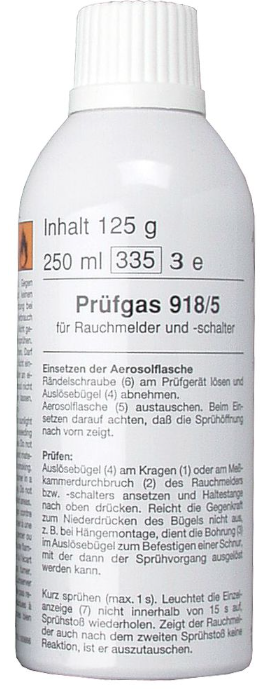 Inhalt 125 g
250 ml 335 3 e
Prüfgas 918/5
für Rauchmelder und -schalter
Einsetzen der Aerosolflasche
Rändelschraube (6) am Prüfgerät lösen und
Auslösebügel (4) abnehmen.
Aerosolflasche (5) austauschen. Beim Ein-
setzen darauf achten, daß die Sprühöffnung
nach vorn zeigt.
Prüfen:
Auslösebügel (4) am Kragen (1) oder am Meß-
kammerdurchbruch (2) des Rauchmelders
bzw. -schalters ansetzen und Haltestange
nach oben drücken. Reicht die Gegenkraft
zum Niederdrücken des Bügels nicht aus,
z. B. bei Hängemontage, dient die Bohrung (3)
im Auslösebügel zum Befestigen einer Schnur,
mit der dann der Sprühvorgang ausgelöst
werden kann.
Kurz sprühen (max. 1 s). Leuchtet die Einzel-
anzeige (7) nicht innerhalb von 15 s auf,
Sprühstoß wiederholen. Zeigt der Rauchmel-
der auch nach dem zweiten Sprühstoß keine
Reaktion, ist er auszutauschen.